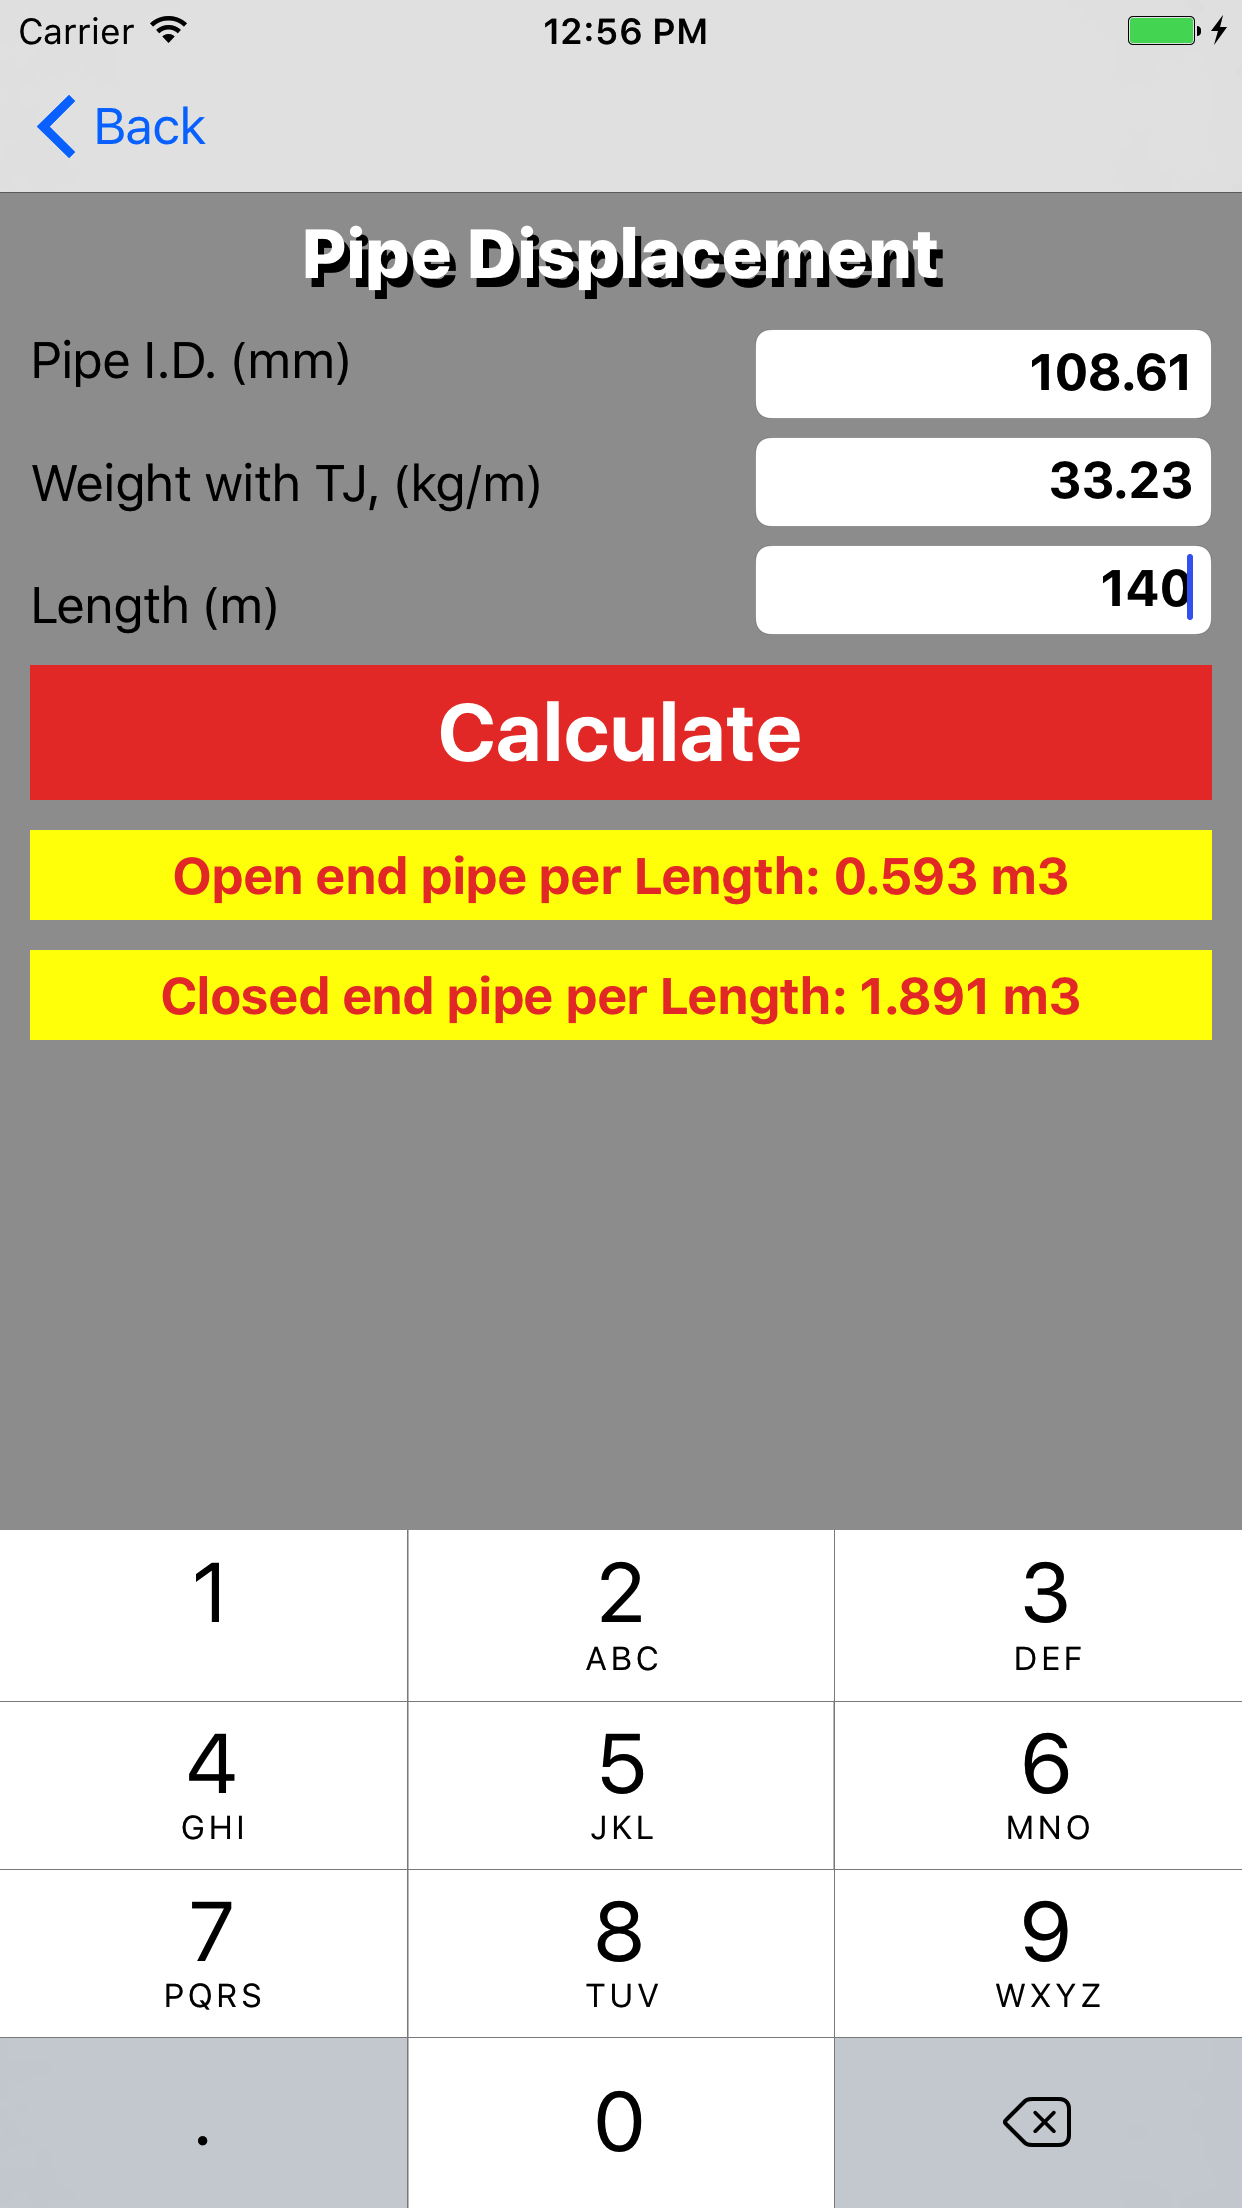 Carrier 12:56 PM
Back
Pipe Displacement
Pipe I.D. (mm) 108.61
Weight with TJ, (kg/m) 33.23
Length (m) 140
Calculate
Open end pipe per Length: 0.593 m3
Closed end pipe per Length: 1.891 m3
1 2 3
ABC DEF
4 5 6
GHI JKL MNO
7 8 9
PQRS TUV WXYZ
. 0